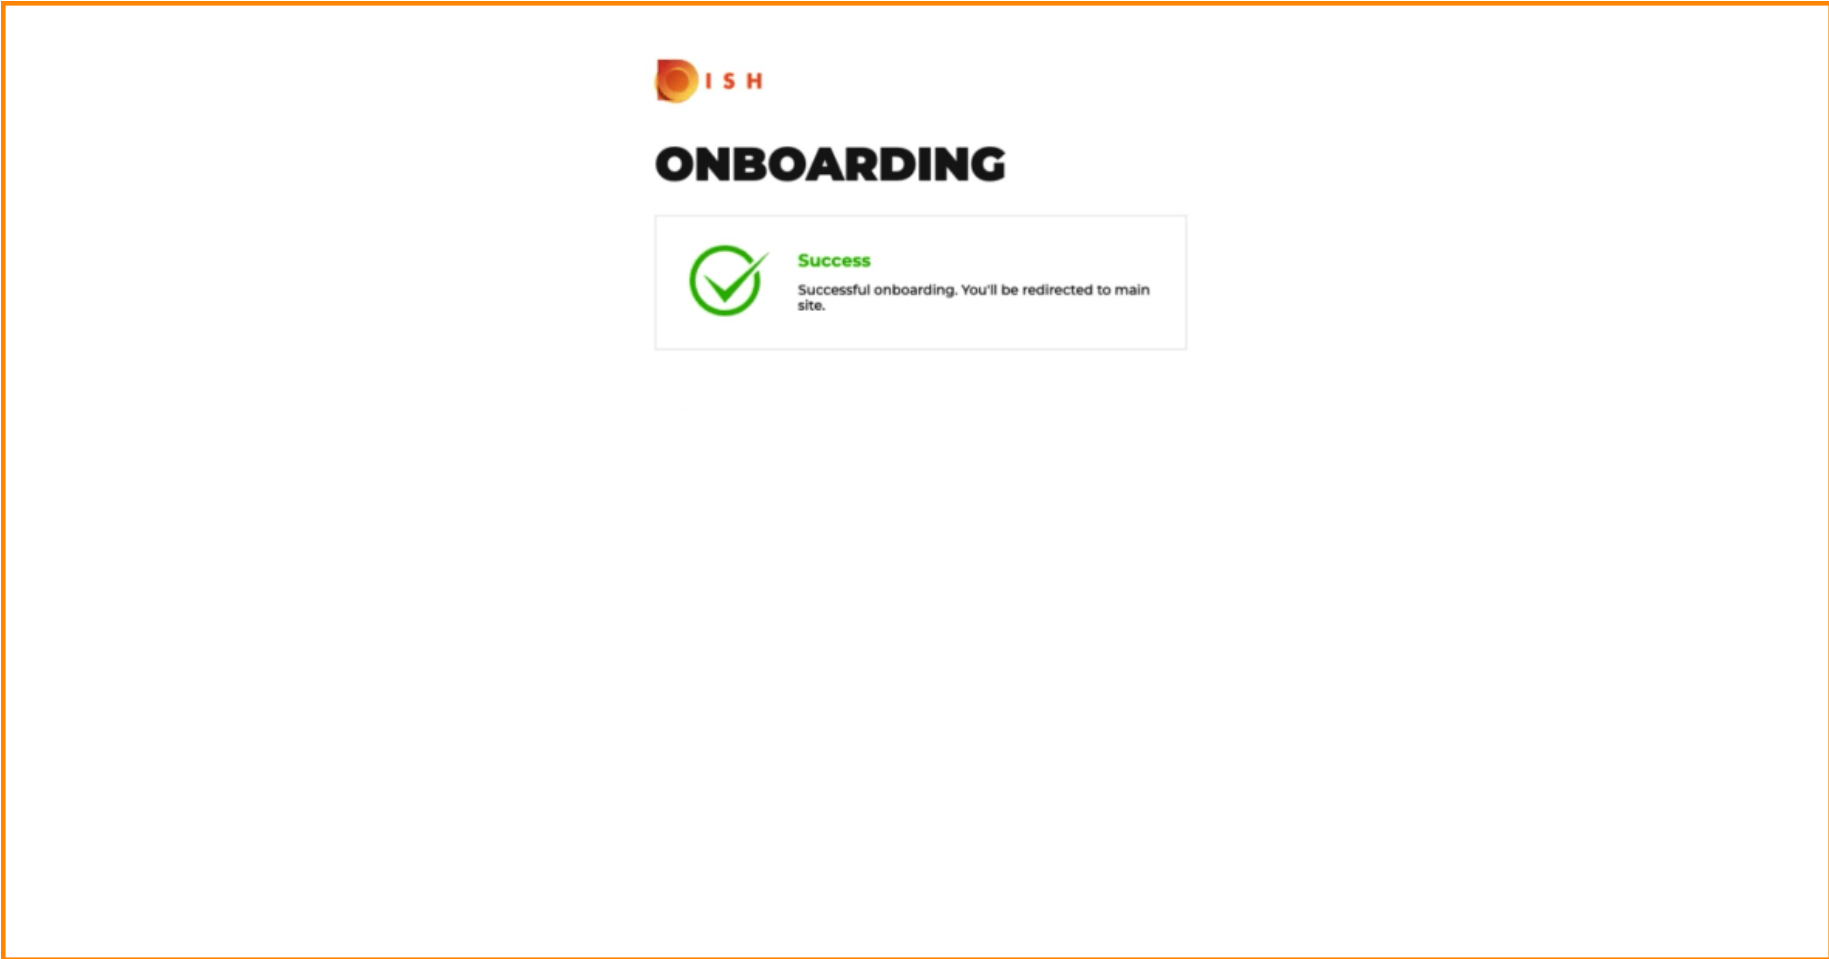 DISH
ONBOARDING
Success
Successful onboarding. You'll be redirected to main
site.